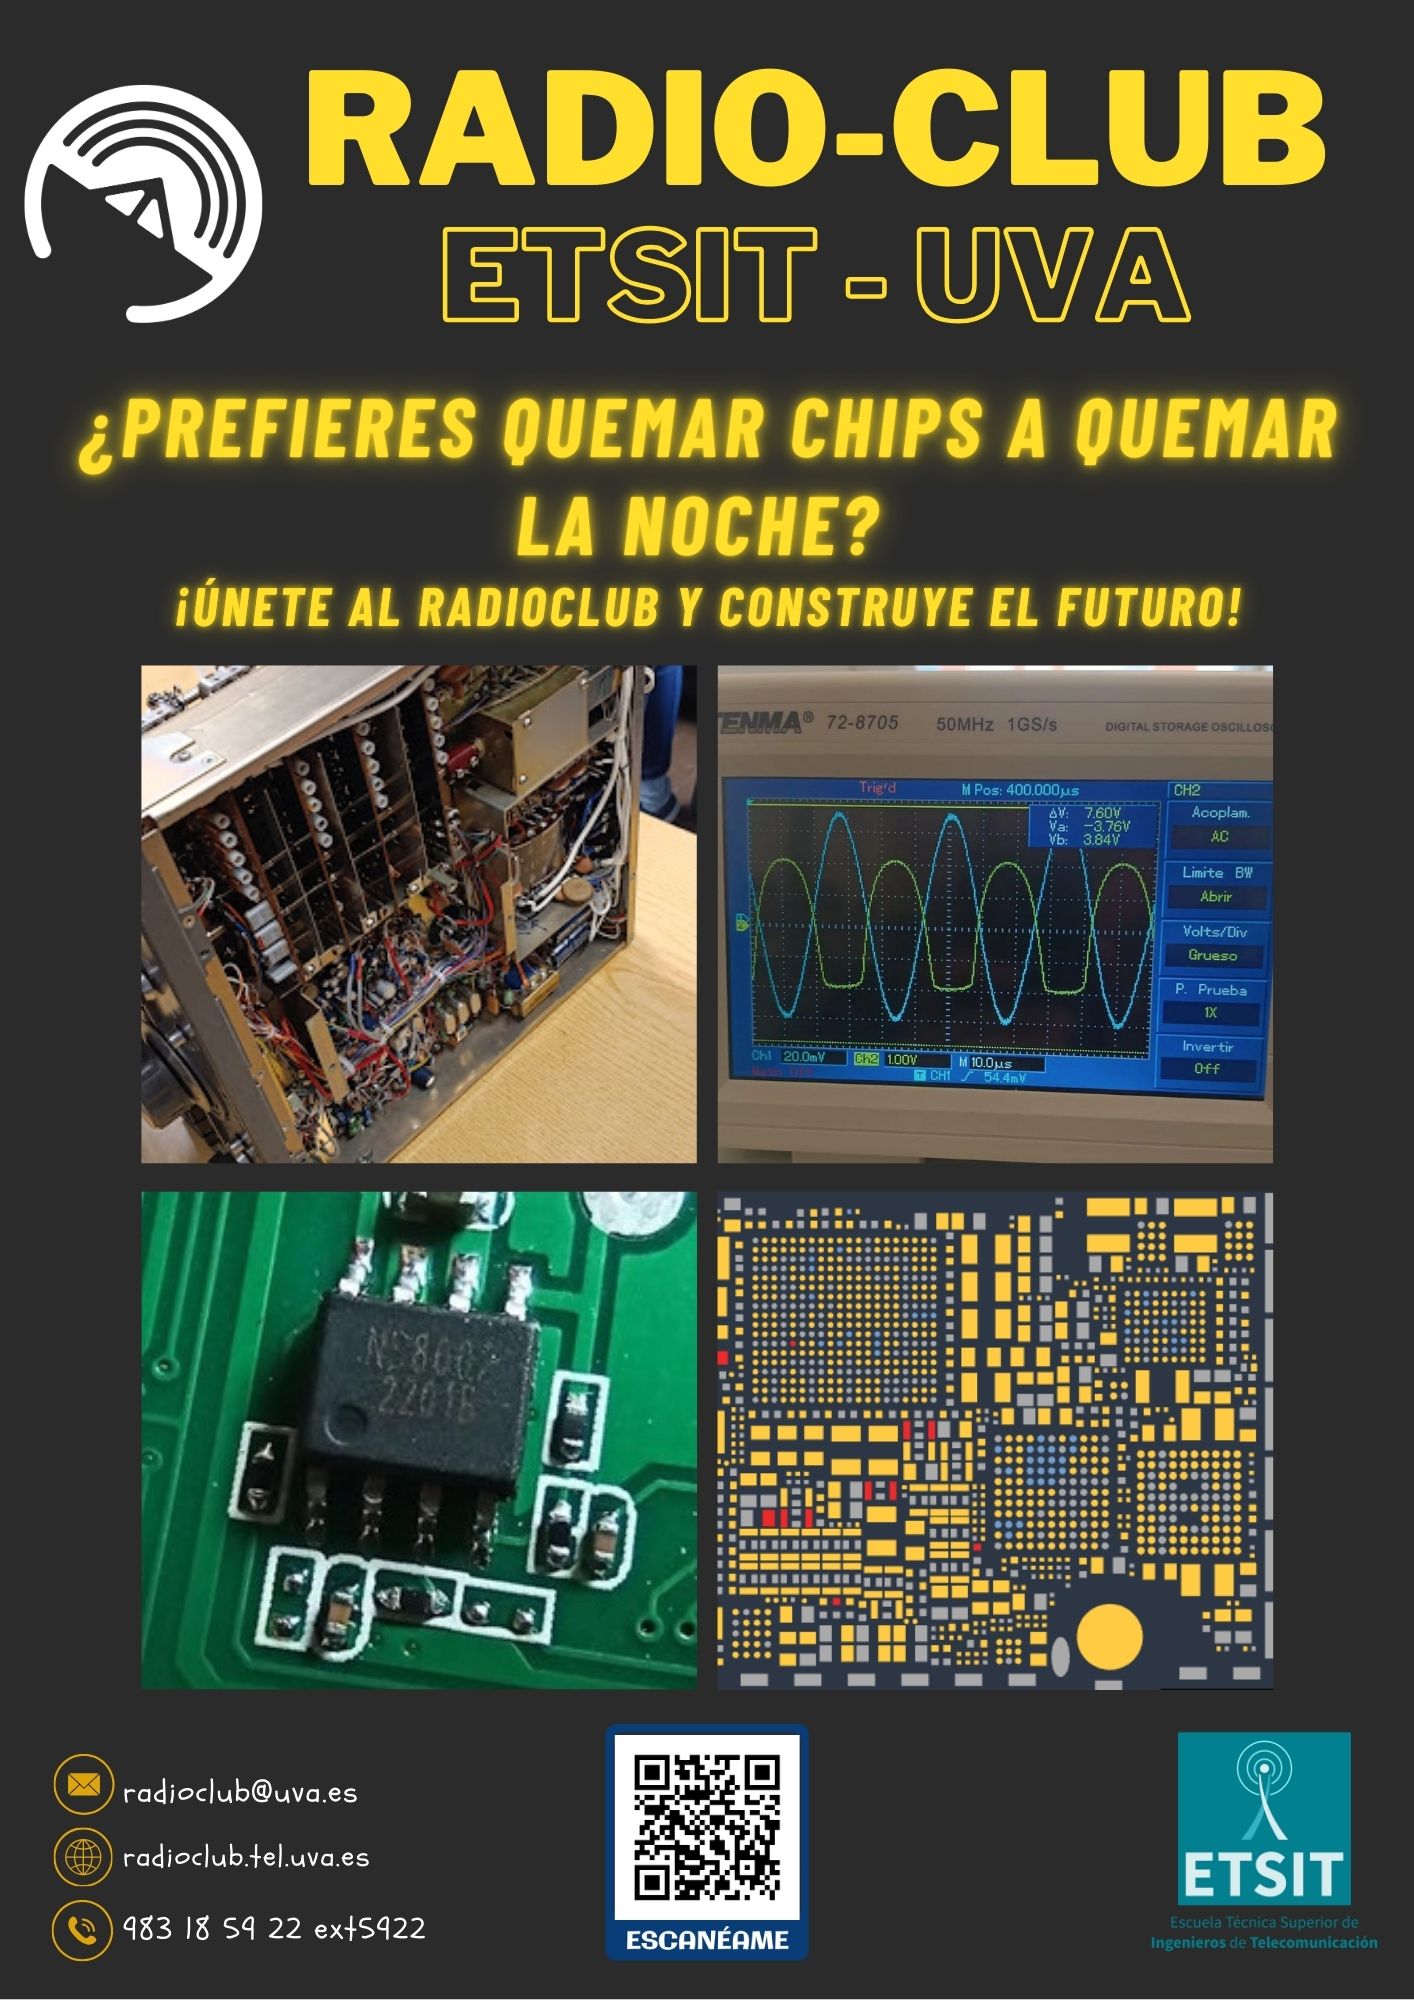 RADIO-CLUB
ETSIT - UVA
¿PREFIERES QUEMAR CHIPS A QUEMAR
LA NOCHE?
¡ÚNETE AL RADIOCLUB Y CONSTRUYE EL FUTURO!
TENMA® 72-8705 50MHz 1GS/s DIGITAL STORAGE
Trig'd M Pos: 400.000µs CH2
ΔV: 7.60V
Va: -3.76V
Vb: 3.84V
Acoplam.
AC
Limite BW
Abrir
Volts/Div
Grueso
P. Prueba
1X
Invertir
Off
Ch1 20.0mV Ch2 1.00V M 10.0µs
T CH1 54.4mV
radioclub@uva.es
radioclub.tel.uva.es
983 18 59 22 ext5922
ESCANÉAME
ETSIT
Escuela Técnica Superior de
Ingenieros de Telecomunicación